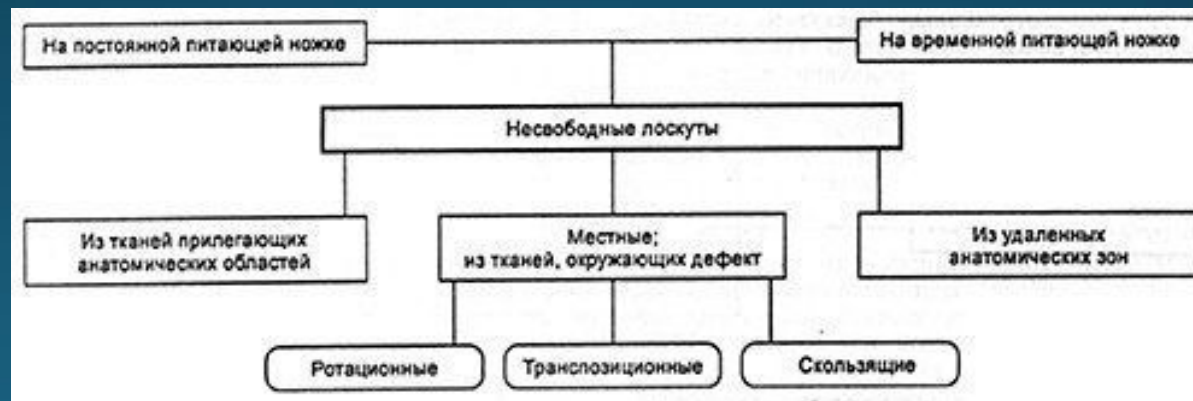 На постоянной питающей ножке
На временной питающей ножке
Несвободные лоскуты
Из тканей прилегающих
анатомических областей
Местные;
из тканей, окружающих дефект
Из удаленных
анатомических зон
Ротационные
Транспозиционные
Скользящие